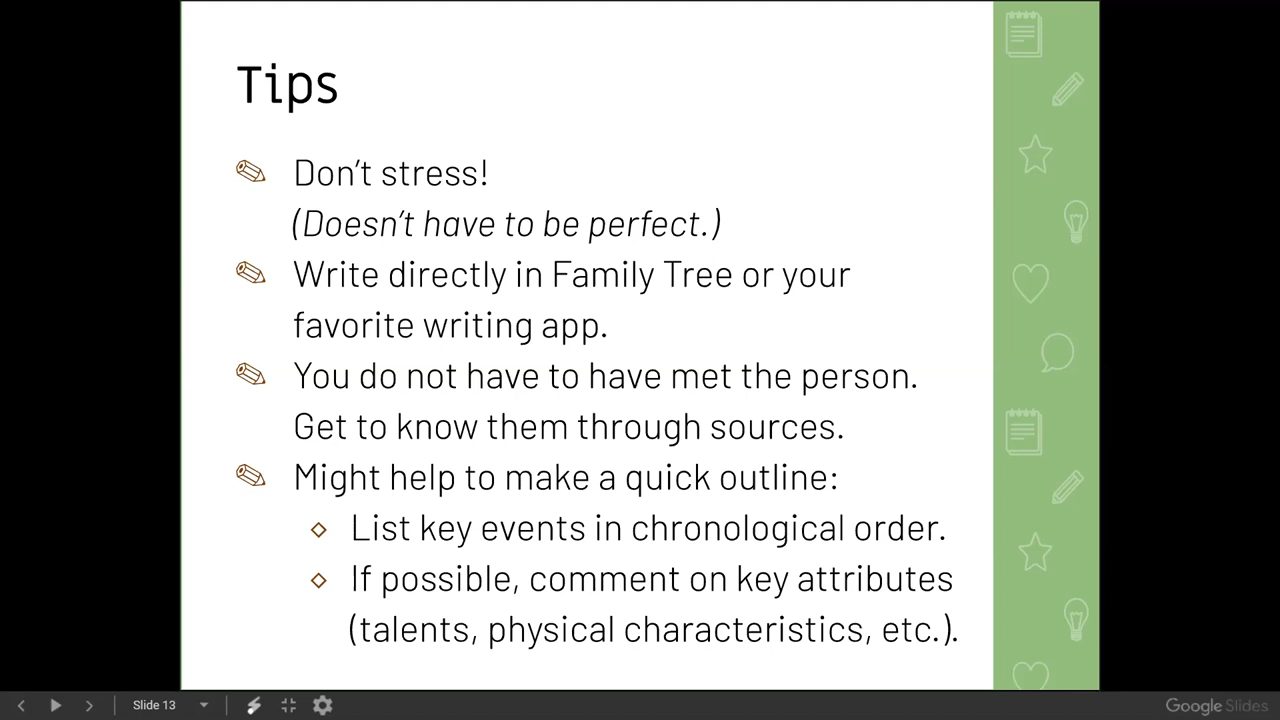 Tips
Don’t stress!
(Doesn’t have to be perfect.)
Write directly in Family Tree or your
favorite writing app.
You do not have to have met the person.
Get to know them through sources.
Might help to make a quick outline:
List key events in chronological order.
If possible, comment on key attributes
(talents, physical characteristics, etc.).
Slide 13
Google Slides